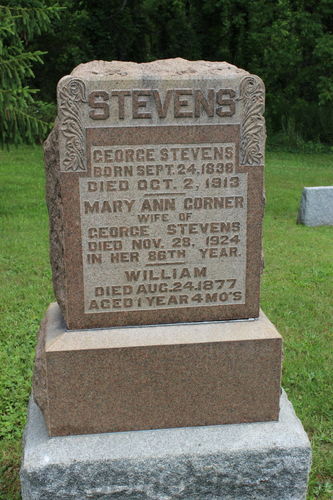 STEVENS
GEORGE STEVENS
BORN SEPT. 24, 1838
DIED OCT. 2, 1913
MARY ANN CORNER
WIFE OF
GEORGE STEVENS
DIED NOV. 28, 1924
IN HER 86TH YEAR.
WILLIAM
DIED AUG. 24, 1877
AGED 1 YEAR 4 MO'S